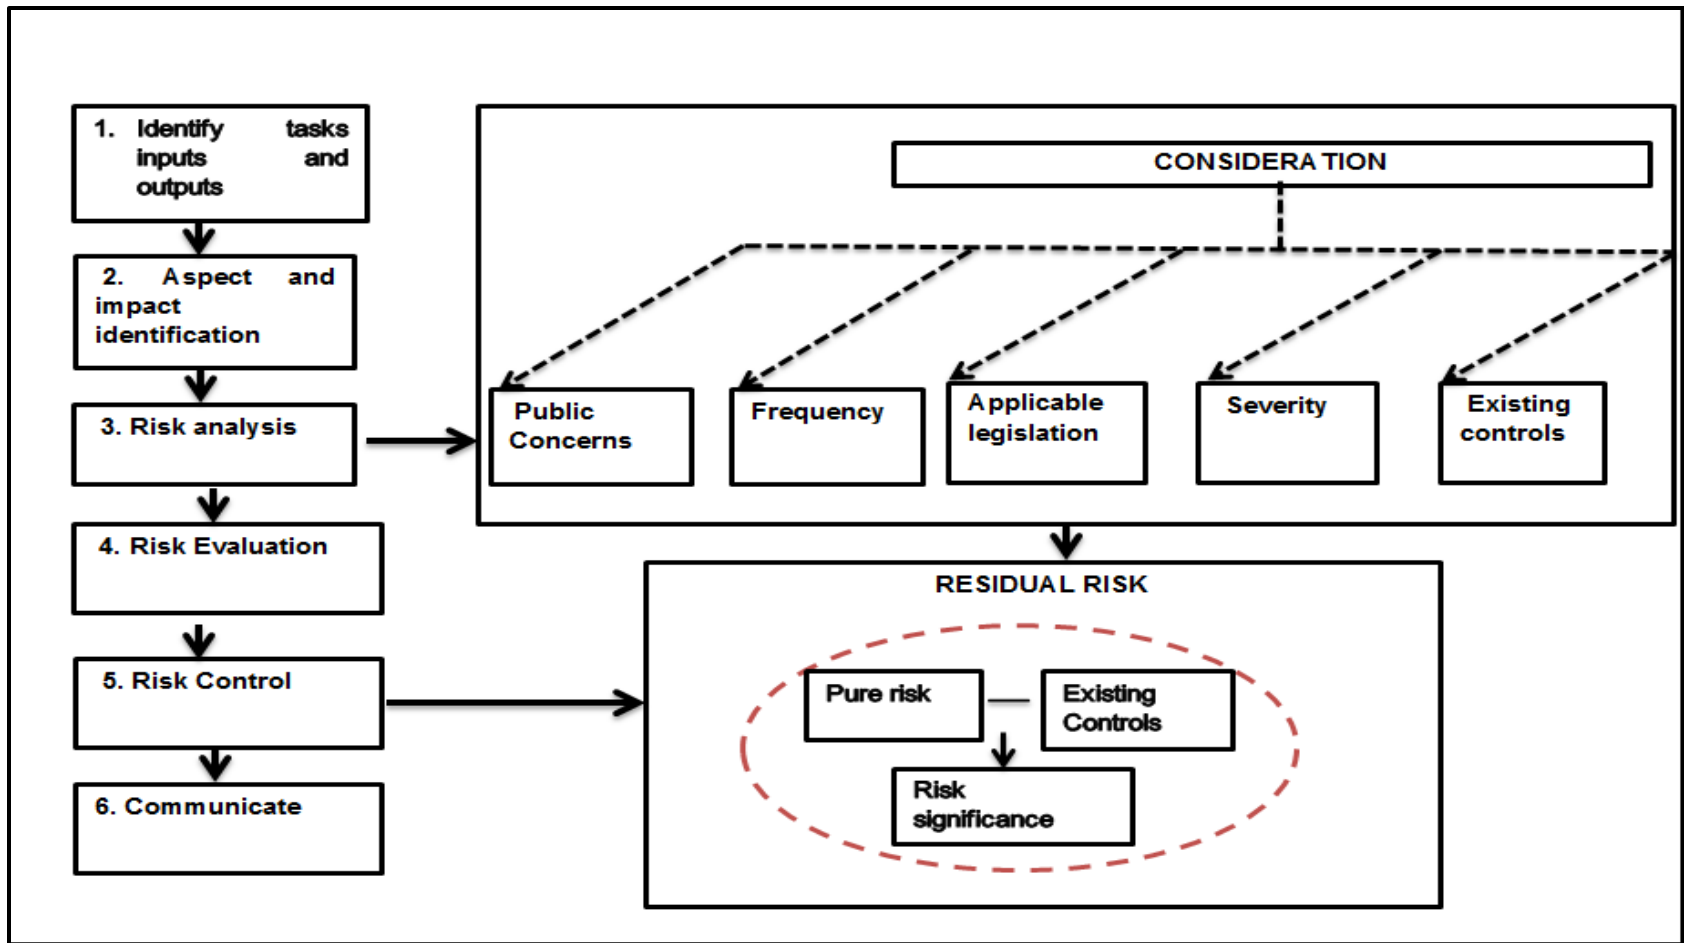 1. Identify tasks
inputs and
outputs
2. Aspect and
impact
identification
3. Risk analysis
4. Risk Evaluation
5. Risk Control
6. Communicate
CONSIDERATION
Public
Concerns
Frequency
Applicable
legislation
Severity
Existing
controls
RESIDUAL RISK
Pure risk
Existing
Controls
Risk
significance